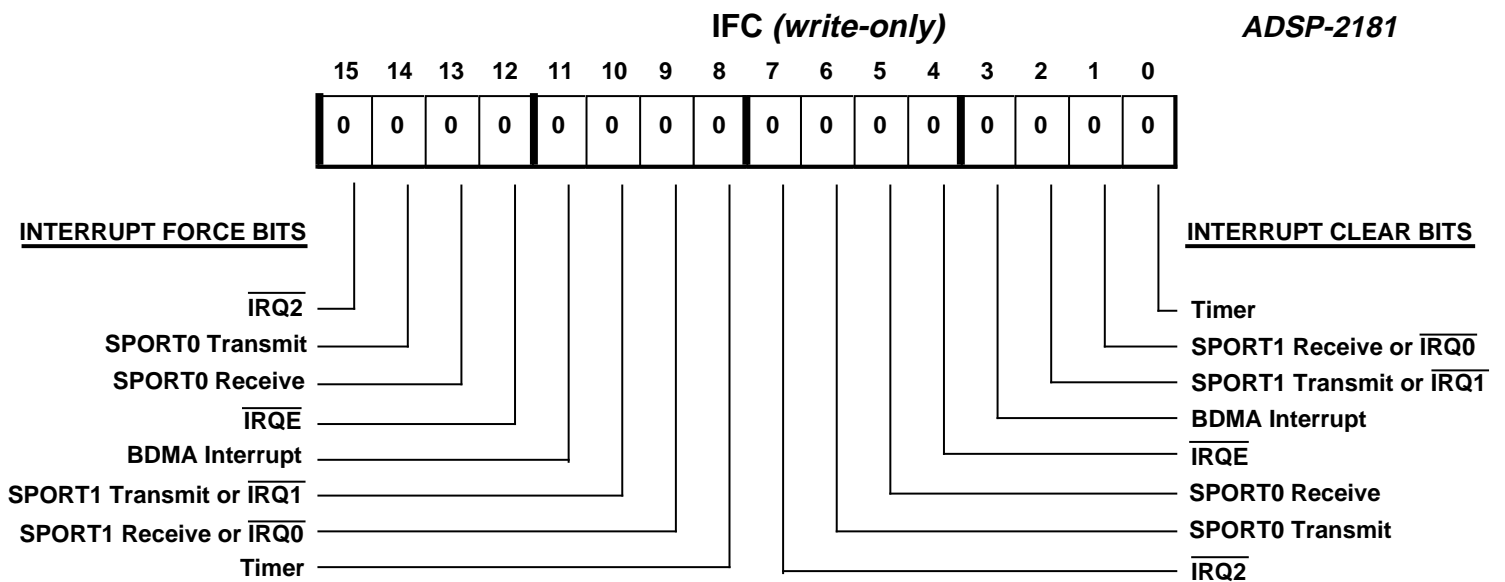 IFC (write-only) ADSP-2181
15 14 13 12 11 10 9 8 7 6 5 4 3 2 1 0
0 0 0 0 0 0 0 0 0 0 0 0 0 0 0 0
INTERRUPT FORCE BITS
IRQ2
SPORT0 Transmit
SPORT0 Receive
IRQE
BDMA Interrupt
SPORT1 Transmit or IRQ1
SPORT1 Receive or IRQ0
Timer
INTERRUPT CLEAR BITS
Timer
SPORT1 Receive or IRQ0
SPORT1 Transmit or IRQ1
BDMA Interrupt
IRQE
SPORT0 Receive
SPORT0 Transmit
IRQ2